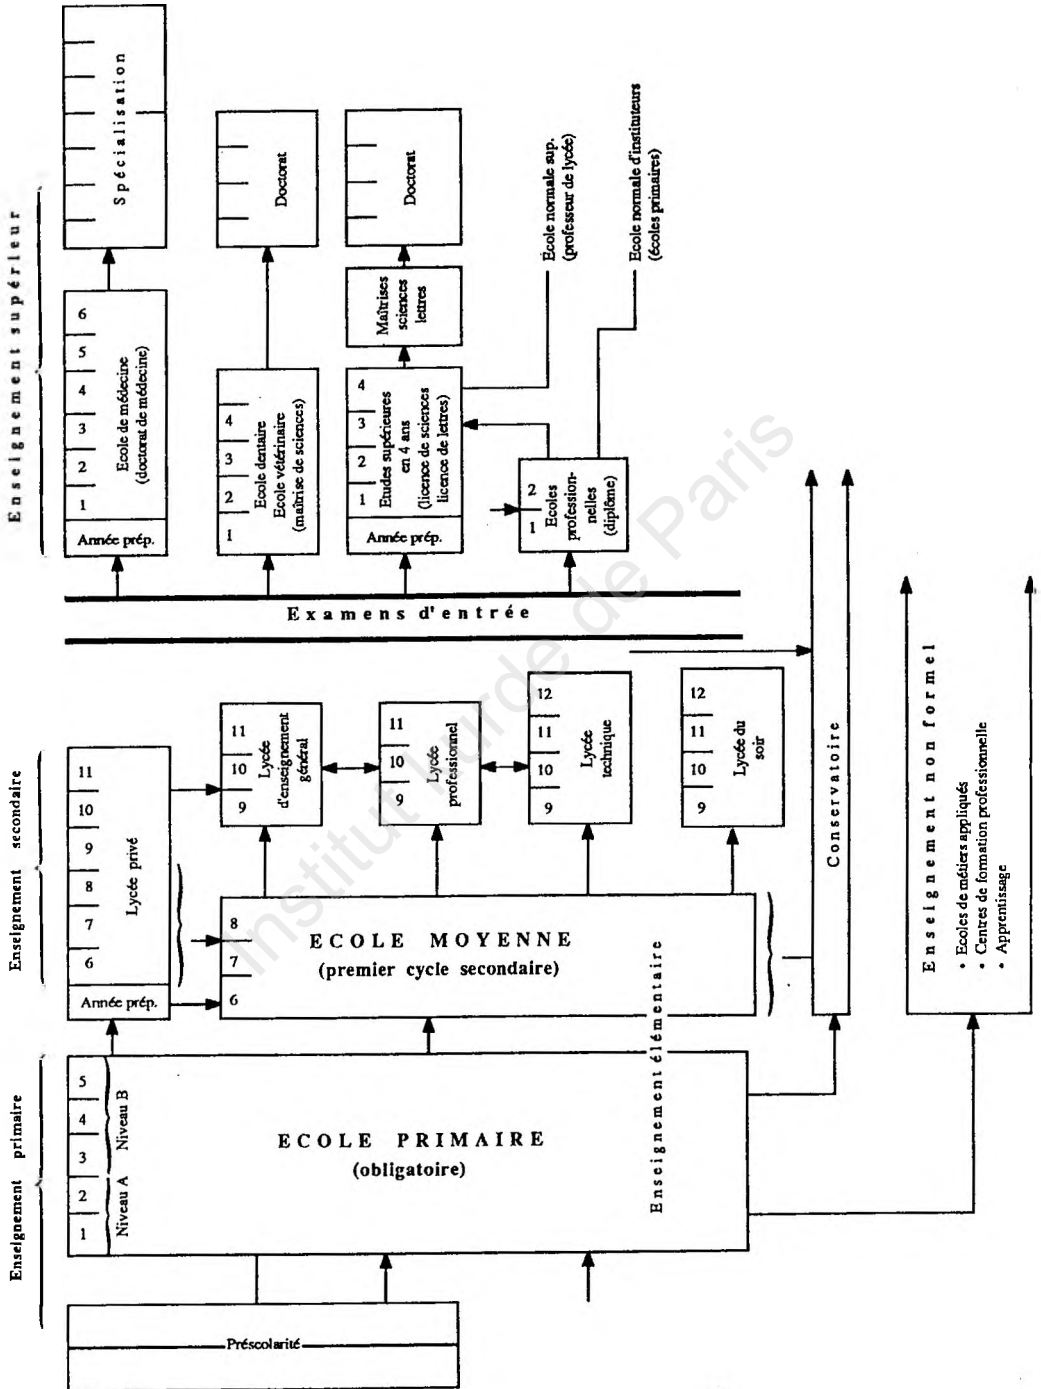 Enseignement supérieur
Spécialisation
1 2 3 4 5 6
Ecole de médecine
(doctorat de médecine)
Année prép.
Doctorat
1 2 3 4
Ecole dentaire
Ecole vétérinaire
(maîtrise de sciences)
Doctorat
Maîtrises
sciences
lettres
1 2 3 4
Etudes supérieures
en 4 ans
(licence de sciences
licence de lettres)
Année prép.
École normale sup.
(professeur de lycée)
Ecole normale d'instituteurs
(écoles primaires)
1 2
Ecoles
profession-
nelles
(diplôme)
Examens d'entrée
Enseignement secondaire
6 7 8 9 10 11
Lycée privé
Année prép.
9 10 11
Lycée
d'enseignement
général
9 10 11
Lycée
professionnel
9 10 11 12
Lycée
technique
9 10 11 12
Lycée du
soir
6 7 8
ECOLE MOYENNE
(premier cycle secondaire)
Enseignement primaire
1 2 3 4 5
Niveau A Niveau B
ECOLE PRIMAIRE
(obligatoire)
Enseignement élémentaire
Préscolarité
Conservatoire
Enseignement non formel
• Ecoles de métiers appliqués
• Centres de formation professionnelle
• Apprentissage
Institut kurde de Paris